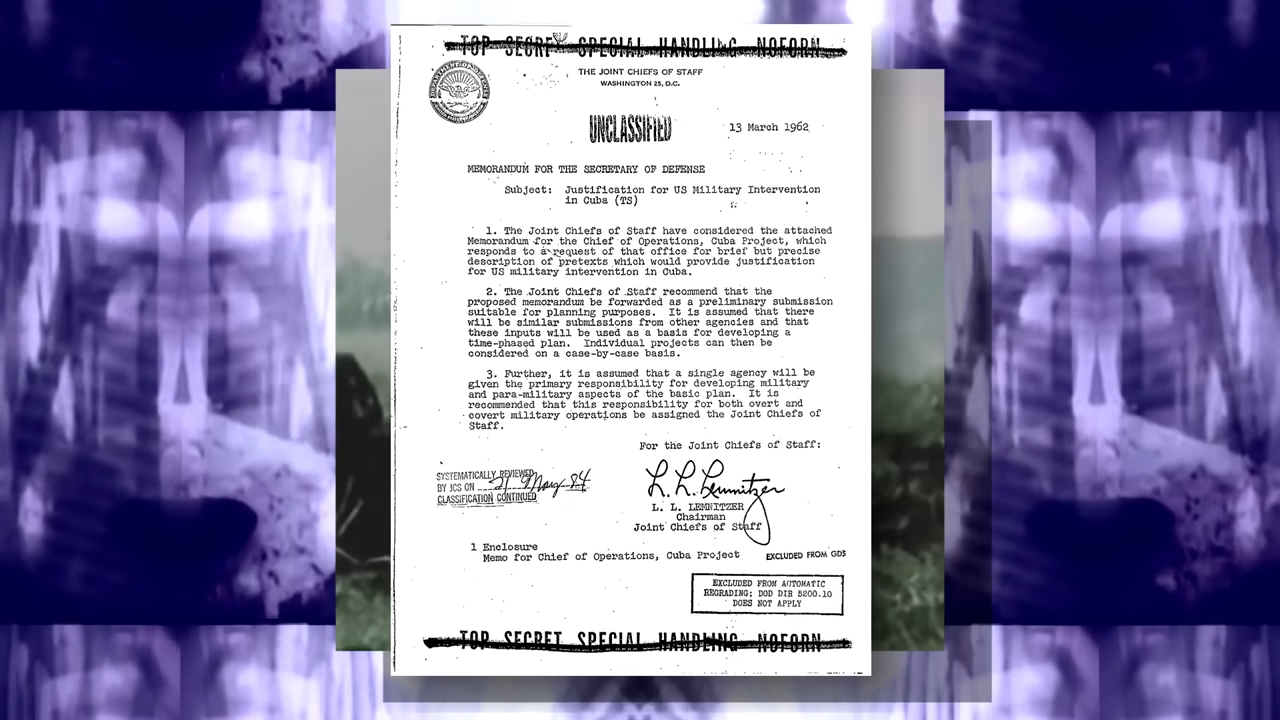 TOP SECRET SPECIAL HANDLING NOFORN
THE JOINT CHIEFS OF STAFF
WASHINGTON 25, D.C.
UNCLASSIFIED
13 March 1962
MEMORANDUM FOR THE SECRETARY OF DEFENSE
Subject: Justification for US Military Intervention
in Cuba (TS)
1. The Joint Chiefs of Staff have considered the attached
Memorandum for the Chief of Operations, Cuba Project, which
responds to a request of that office for brief but precise
description of pretexts which would provide justification
for US military intervention in Cuba.
2. The Joint Chiefs of Staff recommend that the
proposed memorandum be forwarded as a preliminary submission
suitable for planning purposes. It is assumed that there
will be similar submissions from other agencies and that
these inputs will be used as a basis for developing a
time-phased plan. Individual projects can then be
considered on a case-by-case basis.
3. Further, it is assumed that a single agency will be
given the primary responsibility for developing military
and para-military aspects of the basic plan. It is
recommended that this responsibility for both overt and
covert military operations be assigned the Joint Chiefs of
Staff.
For the Joint Chiefs of Staff:
SYSTEMATICALLY REVIEWED
BY JCS ON 21 May 84
CLASSIFICATION CONTINUED
L. L. Lemnitzer
L. L. LEMNITZER
Chairman
Joint Chiefs of Staff
1 Enclosure
Memo for Chief of Operations, Cuba Project
EXCLUDED FROM GDS
EXCLUDED FROM AUTOMATIC
REGRADING; DOD DIR 5200.10
DOES NOT APPLY
TOP SECRET SPECIAL HANDLING NOFORN